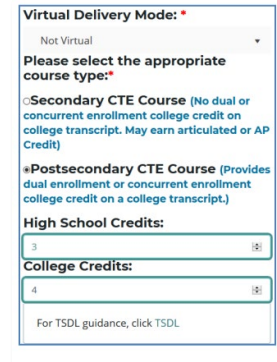 Virtual Delivery Mode: *
Not Virtual
Please select the appropriate
course type:*
Secondary CTE Course (No dual or
concurrent enrollment college credit on
college transcript. May earn articulated or AP
Credit)
Postsecondary CTE Course (Provides
dual enrollment or concurrent enrollment
college credit on a college transcript.)
High School Credits:
3
College Credits:
4
For TSDL guidance, click TSDL